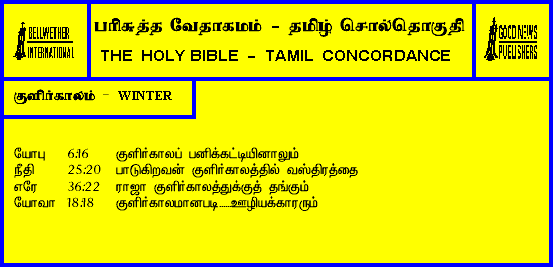 BELLWETHER
INTERNATIONAL
பரிசுத்த வேதாகமம் - தமிழ் சொல்தொகுதி
THE HOLY BIBLE - TAMIL CONCORDANCE
GOOD NEWS
PUBLISHERS
குளிர்காலம் - WINTER
யோபு 6:16 குளிர்காலப் பனிக்கட்டியினாலும்
நீதி 25:20 பாடுகிறவன் குளிர்காலத்தில் வஸ்திரத்தை
எரே 36:22 ராஜா குளிர்காலத்துக்குத் தங்கும்
யோவா 18:18 குளிர்காலமானபடி......ஊழியக்காரரும்